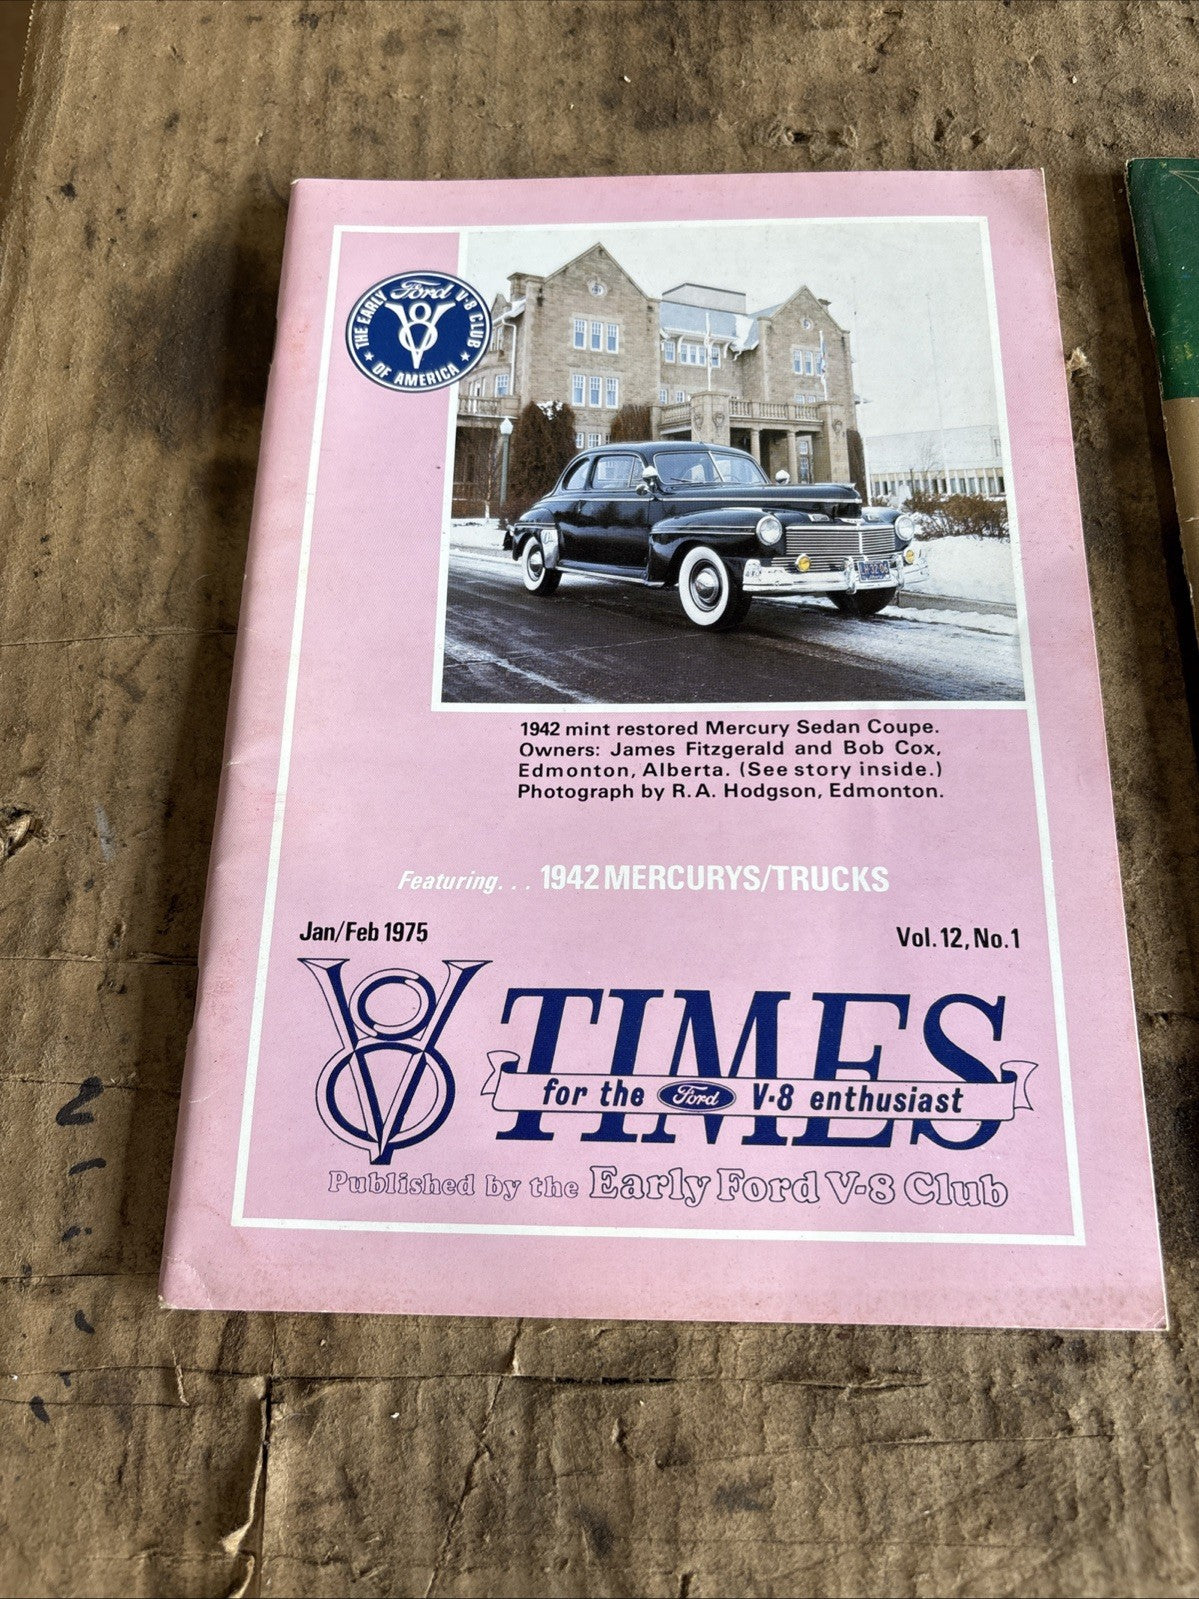 THE EARLY Ford V-8 CLUB
OF AMERICA
1942 mint restored Mercury Sedan Coupe.
Owners: James Fitzgerald and Bob Cox,
Edmonton, Alberta. (See story inside.)
Photograph by R.A. Hodgson, Edmonton.
Featuring... 1942 MERCURYS/TRUCKS
Jan/Feb 1975
Vol. 12, No. 1
V8 TIMES
for the Ford V-8 enthusiast
Published by the Early Ford V-8 Club